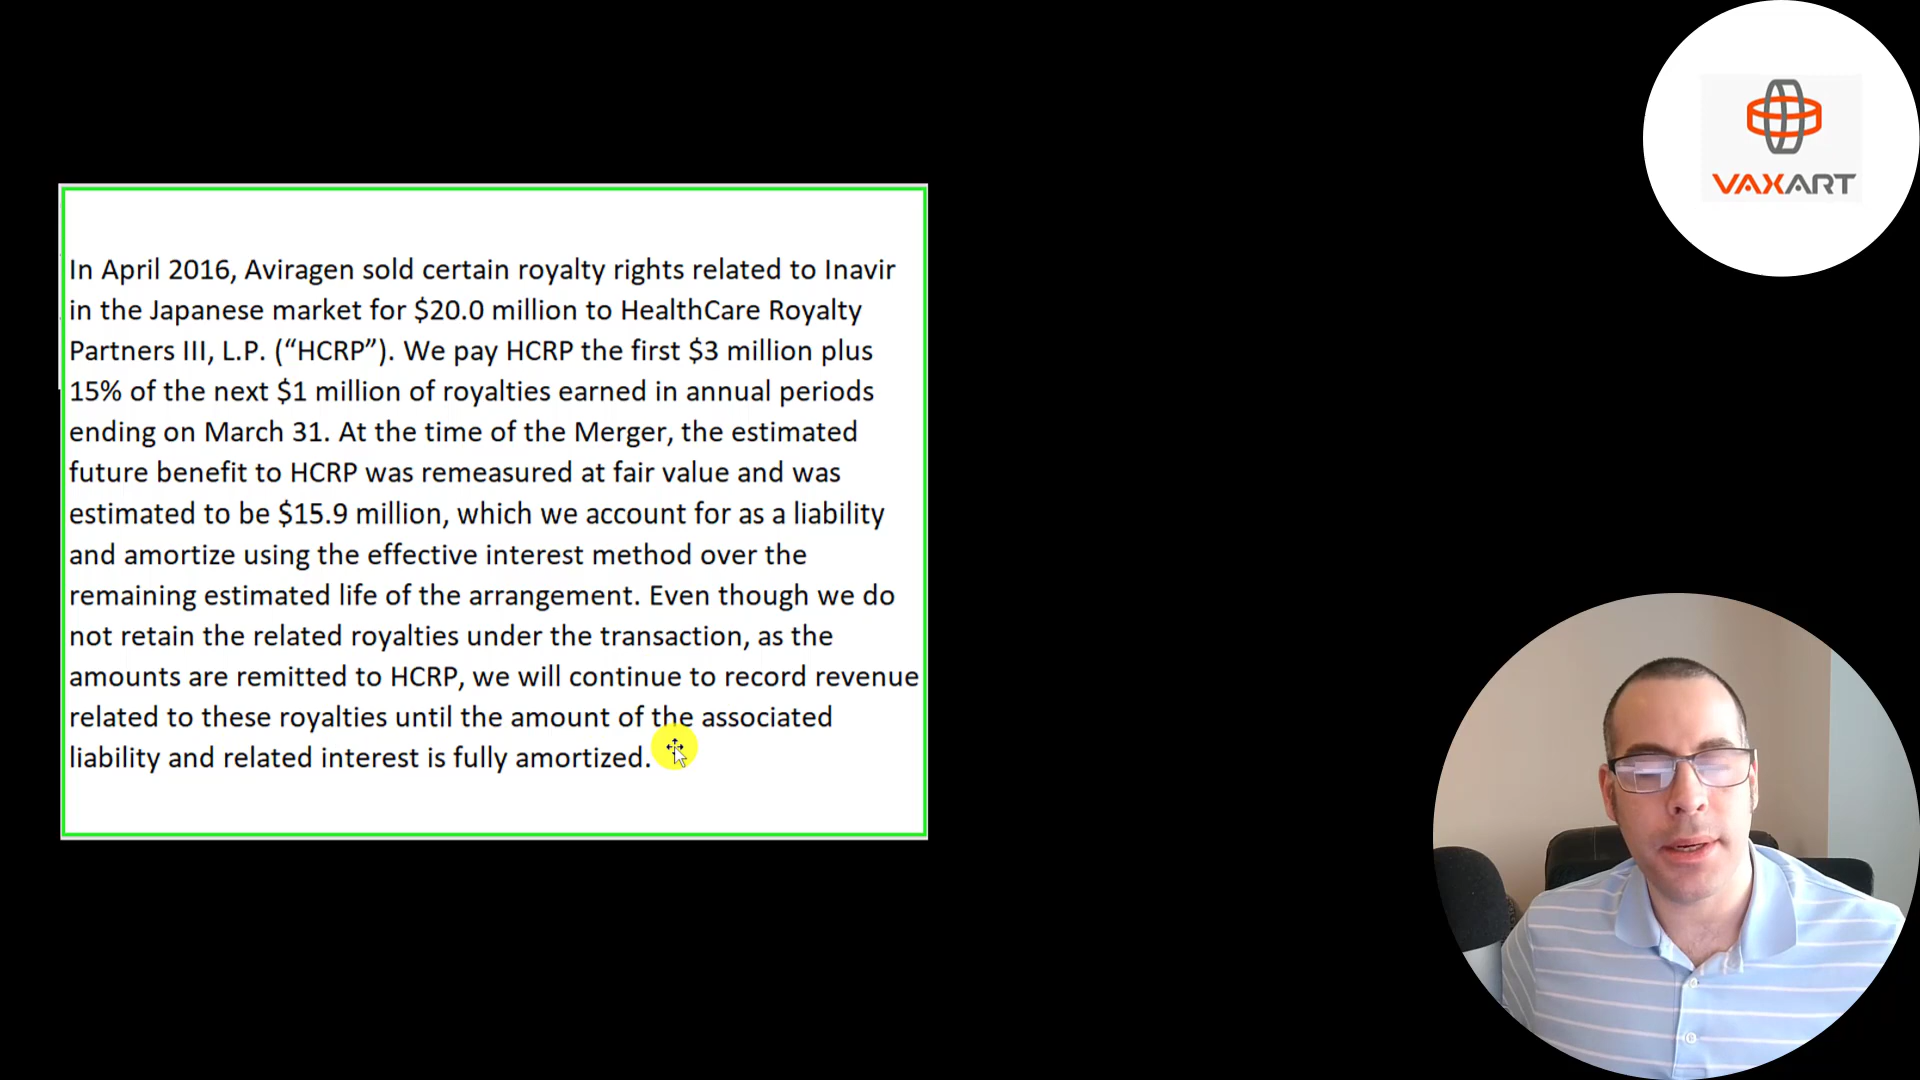 In April 2016, Aviragen sold certain royalty rights related to Inavir
in the Japanese market for $20.0 million to HealthCare Royalty
Partners III, L.P. (“HCRP”). We pay HCRP the first $3 million plus
15% of the next $1 million of royalties earned in annual periods
ending on March 31. At the time of the Merger, the estimated
future benefit to HCRP was remeasured at fair value and was
estimated to be $15.9 million, which we account for as a liability
and amortize using the effective interest method over the
remaining estimated life of the arrangement. Even though we do
not retain the related royalties under the transaction, as the
amounts are remitted to HCRP, we will continue to record revenue
related to these royalties until the amount of the associated
liability and related interest is fully amortized.
VAXART